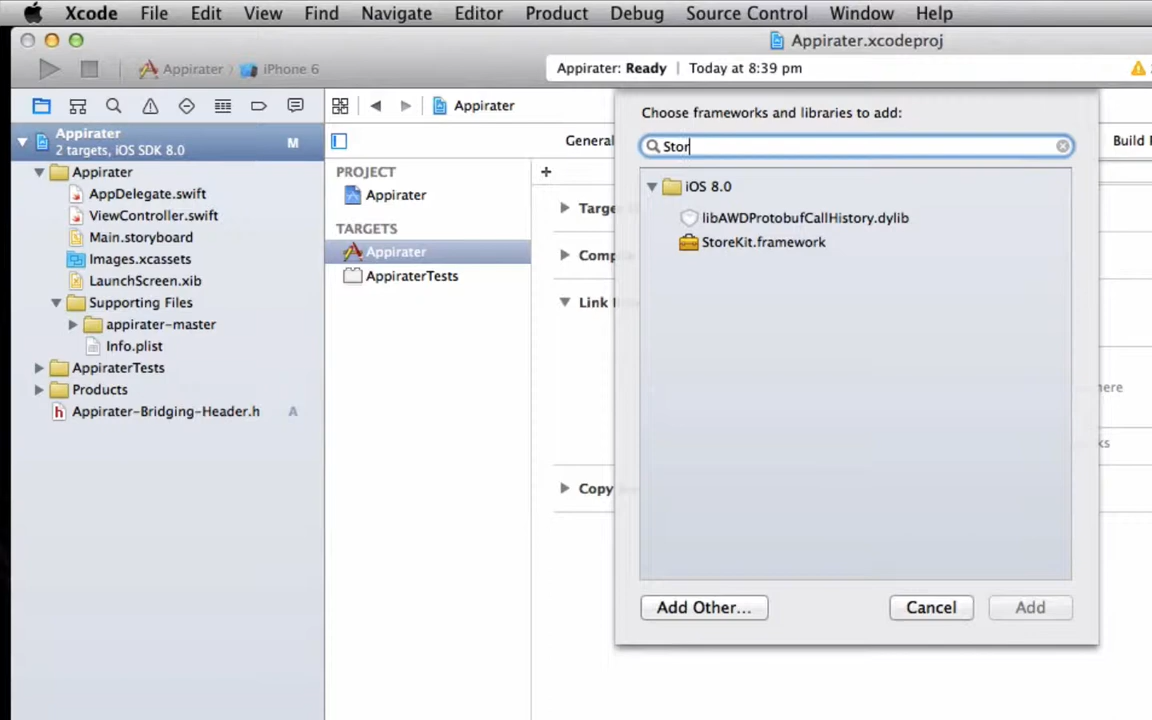 Xcode File Edit View Find Navigate Editor Product Debug Source Control Window Help
Appirater.xcodeproj
Appirater iPhone 6 Appirater: Ready Today at 8:39 pm
Appirater
Choose frameworks and libraries to add:
Appirater
2 targets, iOS SDK 8.0
M
General
Stor
Build
Appirater
AppDelegate.swift
ViewController.swift
Main.storyboard
Images.xcassets
LaunchScreen.xib
Supporting Files
appirater-master
Info.plist
AppiraterTests
Products
Appirater-Bridging-Header.h A
PROJECT
Appirater
TARGETS
Appirater
AppiraterTests
+
Targe
Comp
Link
Copy
iOS 8.0
libAWDProtobufCallHistory.dylib
StoreKit.framework
Add Other... Cancel Add